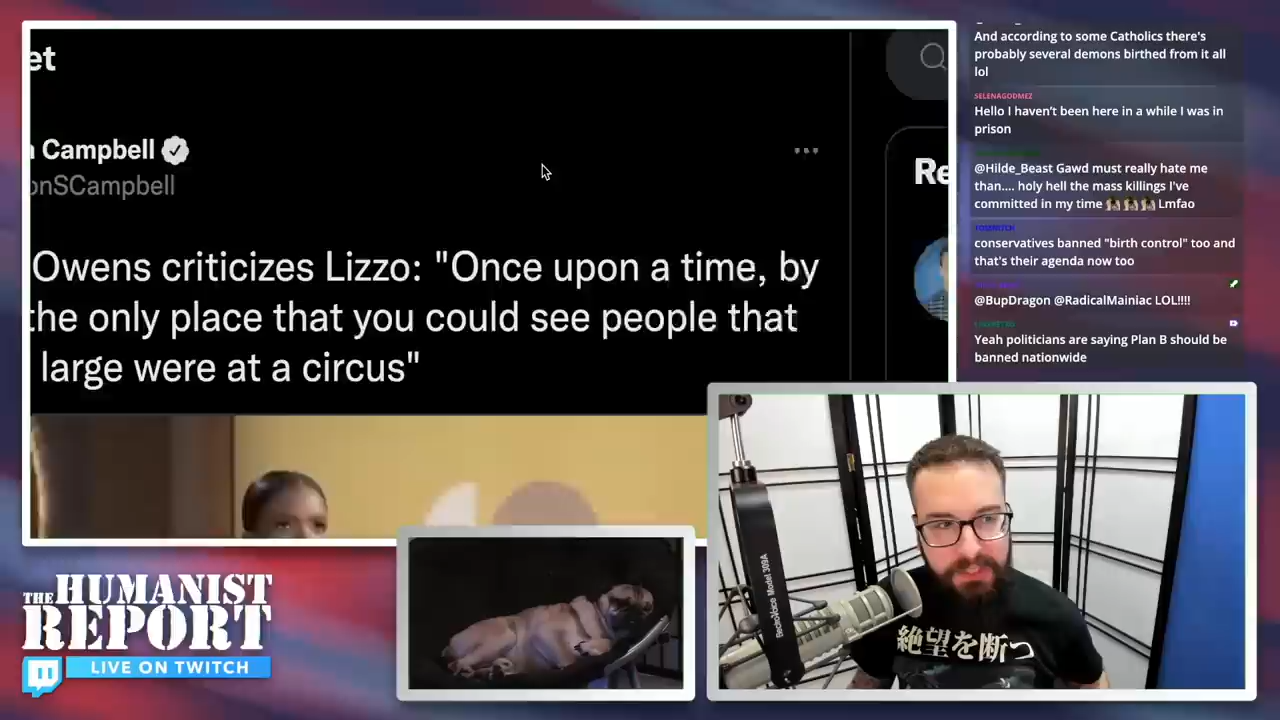 et
Campbell
onSCampbell
Owens criticizes Lizzo: "Once upon a time, by
the only place that you could see people that
large were at a circus"
Re
And according to some Catholics there's
probably several demons birthed from it all
lol
SELENAGODMEZ
Hello I haven't been here in a while I was in
prison
@Hilde_Beast Gawd must really hate me
than.... holy hell the mass killings I've
committed in my time Lmfao
conservatives banned "birth control" too and
that's their agenda now too
@BupDragon @RadicalMainiac LOL!!!!
Yeah politicians are saying Plan B should be
banned nationwide
THE HUMANIST
REPORT
LIVE ON TWITCH
ElectroVoice Model 309A
絶望を断つ